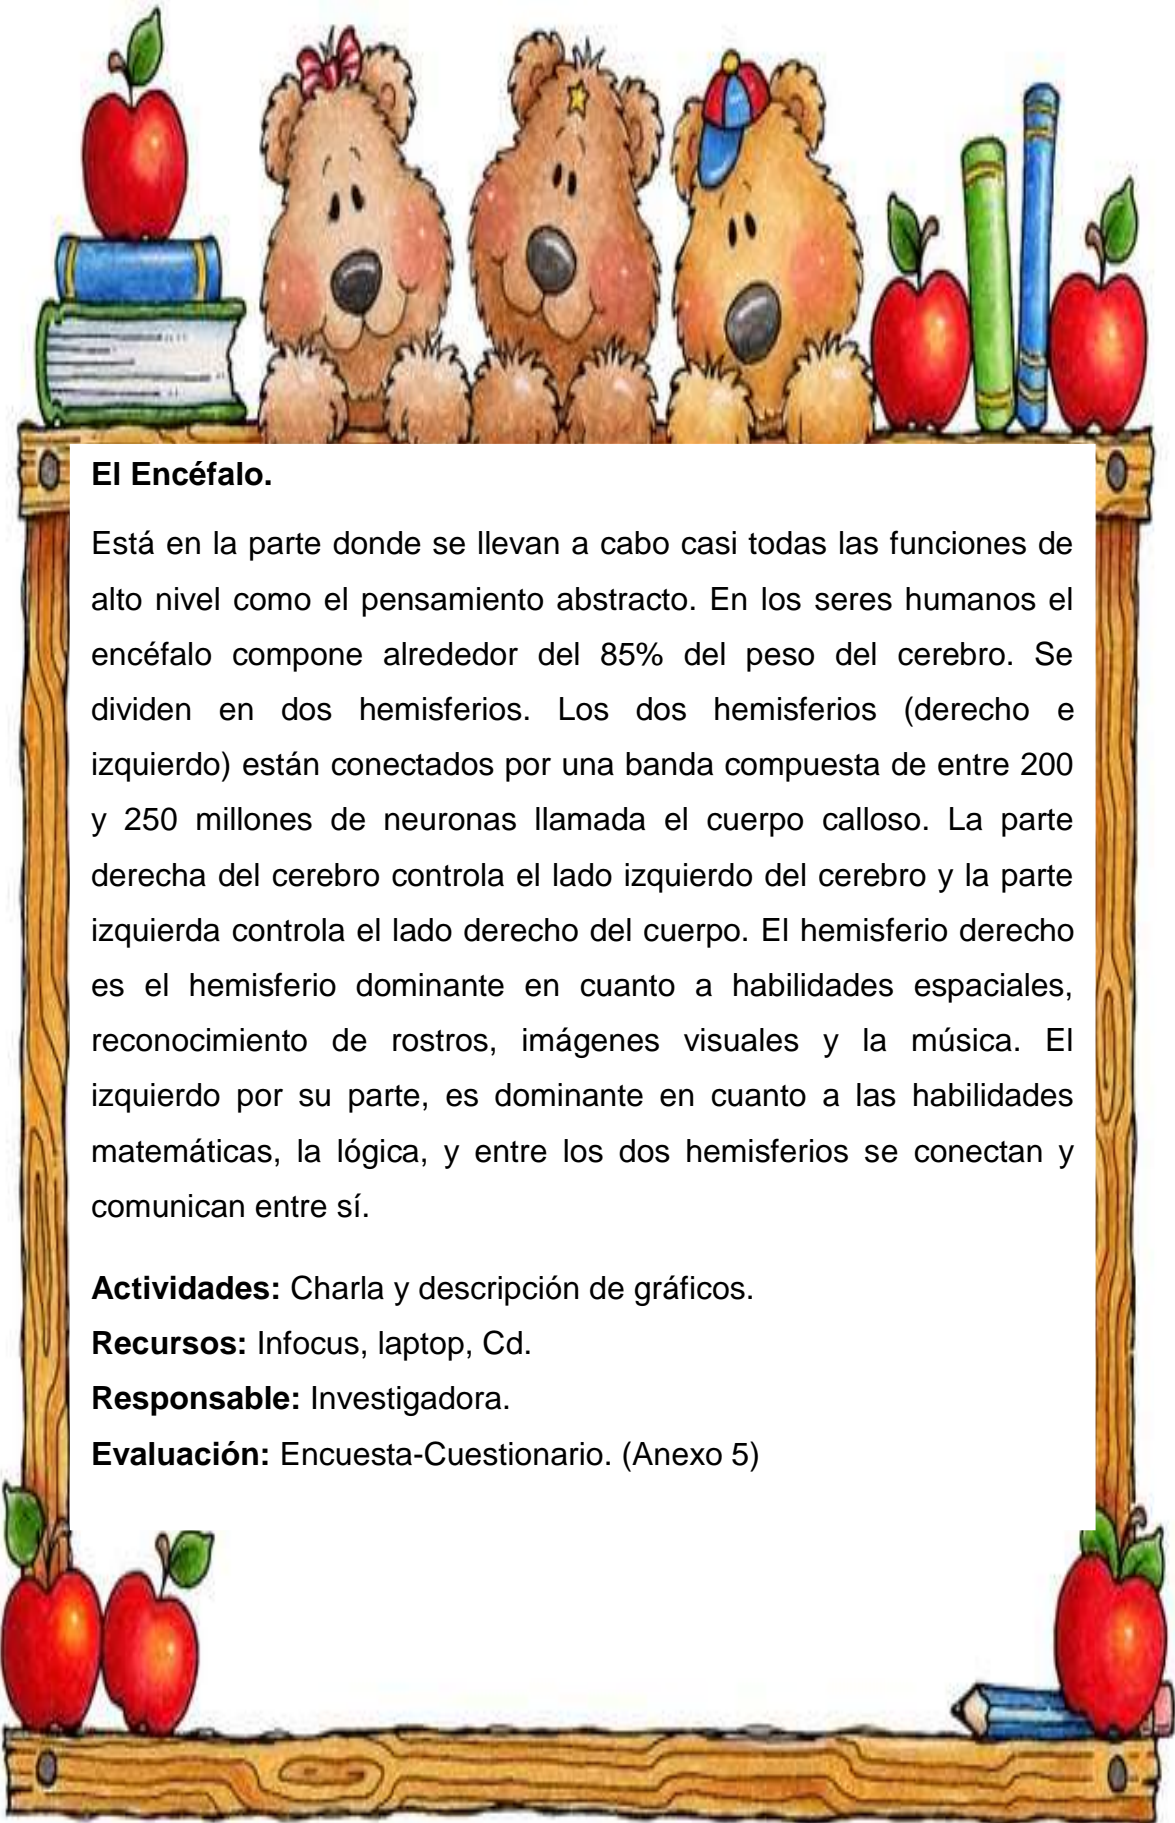 El Encéfalo.
Está en la parte donde se llevan a cabo casi todas las funciones de
alto nivel como el pensamiento abstracto. En los seres humanos el
encéfalo compone alrededor del 85% del peso del cerebro. Se
dividen en dos hemisferios. Los dos hemisferios (derecho e
izquierdo) están conectados por una banda compuesta de entre 200
y 250 millones de neuronas llamada el cuerpo calloso. La parte
derecha del cerebro controla el lado izquierdo del cerebro y la parte
izquierda controla el lado derecho del cuerpo. El hemisferio derecho
es el hemisferio dominante en cuanto a habilidades espaciales,
reconocimiento de rostros, imágenes visuales y la música. El
izquierdo por su parte, es dominante en cuanto a las habilidades
matemáticas, la lógica, y entre los dos hemisferios se conectan y
comunican entre sí.
Actividades: Charla y descripción de gráficos.
Recursos: Infocus, laptop, Cd.
Responsable: Investigadora.
Evaluación: Encuesta-Cuestionario. (Anexo 5)